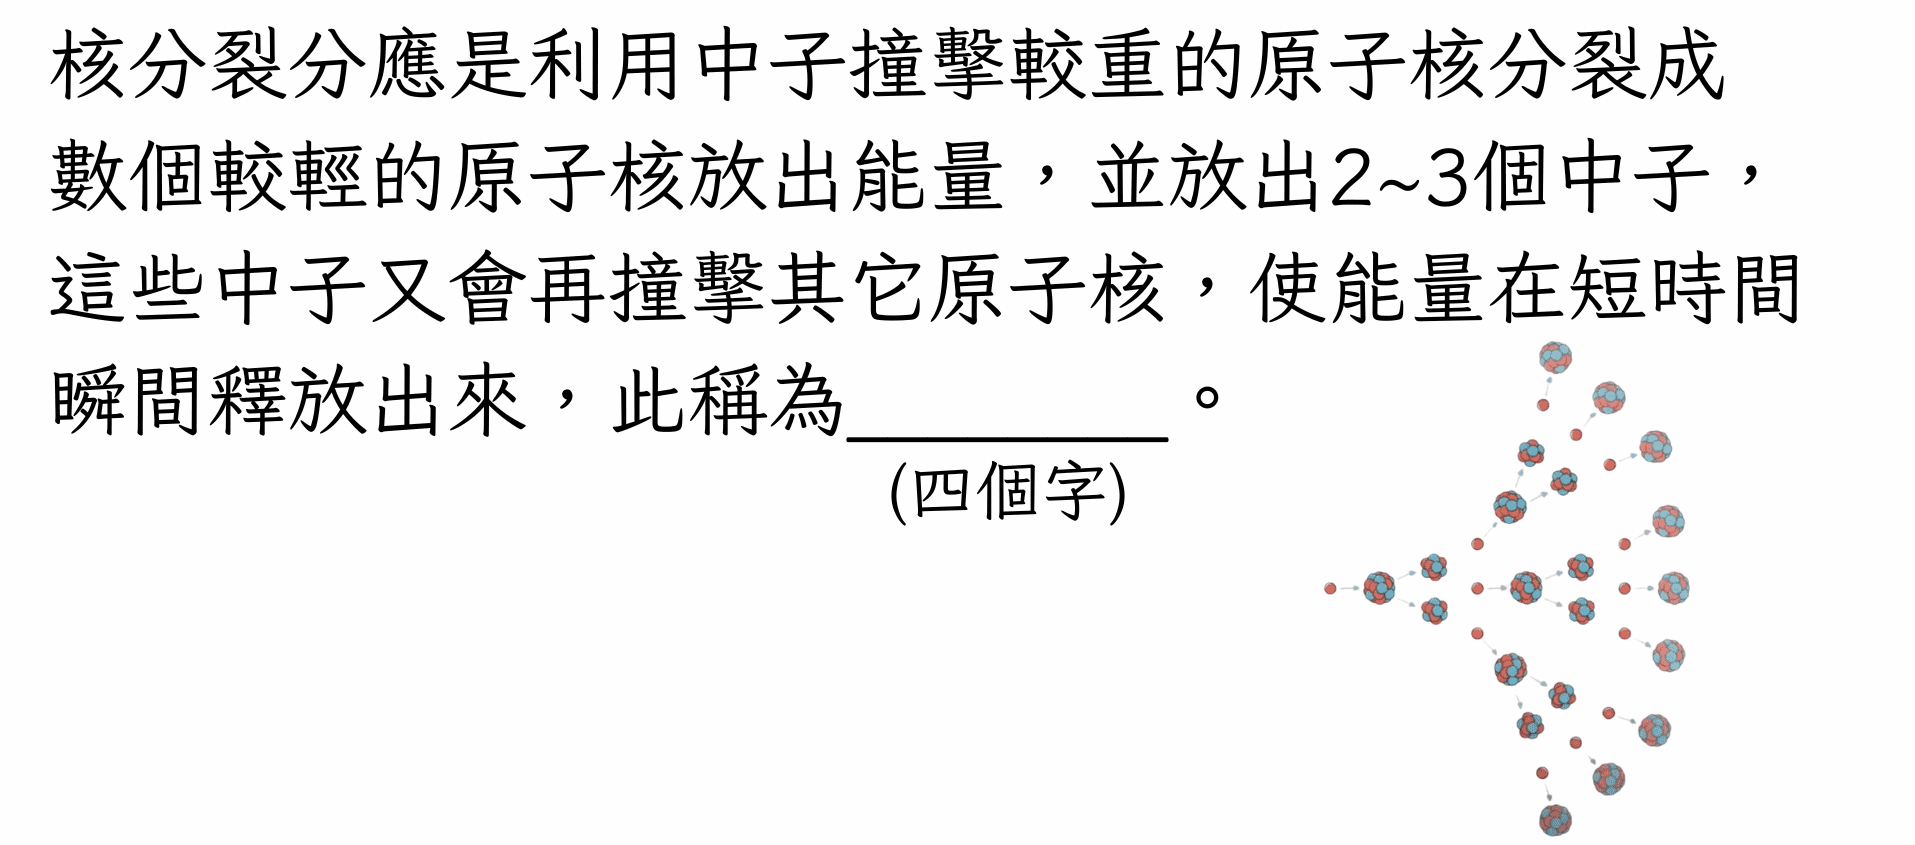 核分裂分應是利用中子撞擊較重的原子核分裂成
數個較輕的原子核放出能量，並放出2~3個中子，
這些中子又會再撞擊其它原子核，使能量在短時間
瞬間釋放出來，此稱為________。
(四個字)